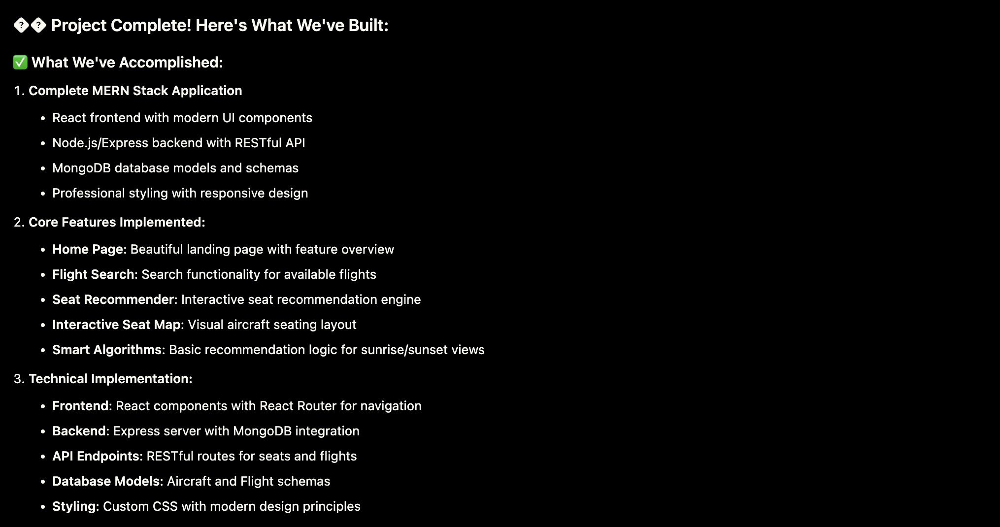 �� Project Complete! Here's What We've Built:
✅ What We've Accomplished:
1. Complete MERN Stack Application
• React frontend with modern UI components
• Node.js/Express backend with RESTful API
• MongoDB database models and schemas
• Professional styling with responsive design
2. Core Features Implemented:
• Home Page: Beautiful landing page with feature overview
• Flight Search: Search functionality for available flights
• Seat Recommender: Interactive seat recommendation engine
• Interactive Seat Map: Visual aircraft seating layout
• Smart Algorithms: Basic recommendation logic for sunrise/sunset views
3. Technical Implementation:
• Frontend: React components with React Router for navigation
• Backend: Express server with MongoDB integration
• API Endpoints: RESTful routes for seats and flights
• Database Models: Aircraft and Flight schemas
• Styling: Custom CSS with modern design principles